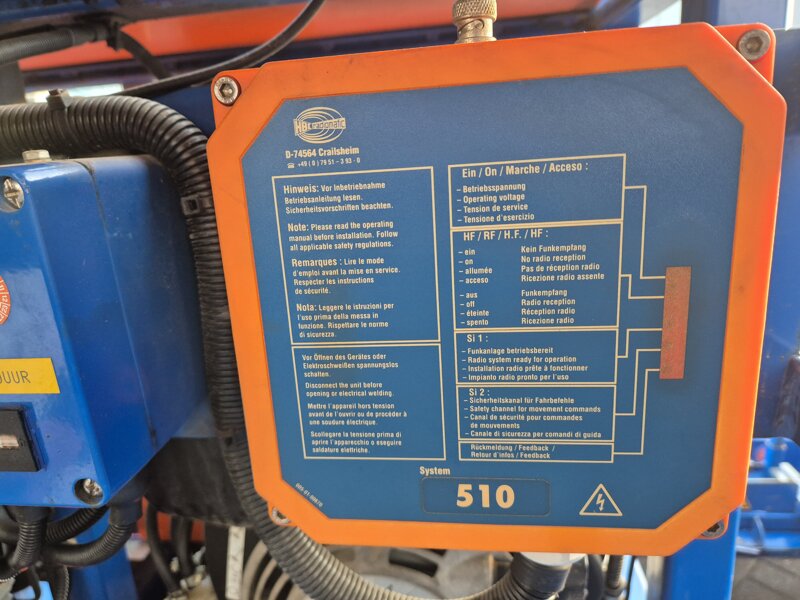 HBC radiomatic
D-74564 Crailsheim
☎ +49 (0) 79 51 - 3 93 - 0
Hinweis: Vor Inbetriebnahme
Betriebsanleitung lesen.
Sicherheitsvorschriften beachten.
Note: Please read the operating
manual before installation. Follow
all applicable safety regulations.
Remarques : Lire le mode
d'emploi avant la mise en service.
Respecter les instructions
de sécurité.
Nota: Leggere le istruzioni per
l'uso prima della messa in
funzione. Rispettare le norme
di sicurezza.
Vor Öffnen des Gerätes oder
Elektroschweißen spannungslos
schalten.
Disconnect the unit before
opening or electrical welding.
Mettre l'appareil hors tension
avant de l'ouvrir ou de procéder à
une soudure électrique.
Scollegare la tensione prima di
aprire l'apparecchio o eseguire
saldature elettriche.
Ein / On / Marche / Acceso :
– Betriebsspannung
– Operating voltage
– Tension de service
– Tensione d'esercizio
HF / RF / H.F. / HF :
– ein Kein Funkempfang
– on No radio reception
– allumée Pas de réception radio
– acceso Ricezione radio assente
– aus Funkempfang
– off Radio reception
– éteinte Réception radio
– spento Ricezione radio
Si 1 :
– Funkanlage betriebsbereit
– Radio system ready for operation
– Installation radio prête à fonctionner
– Impianto radio pronto per l'uso
Si 2 :
– Sicherheitskanal für Fahrbefehle
– Safety channel for movement commands
– Canal de sécurité pour commandes
de mouvements
– Canale di sicurezza per comandi di guida
Rückmeldung / Feedback /
Retour d'infos / Feedback
System
510
005-01-00870
DUUR